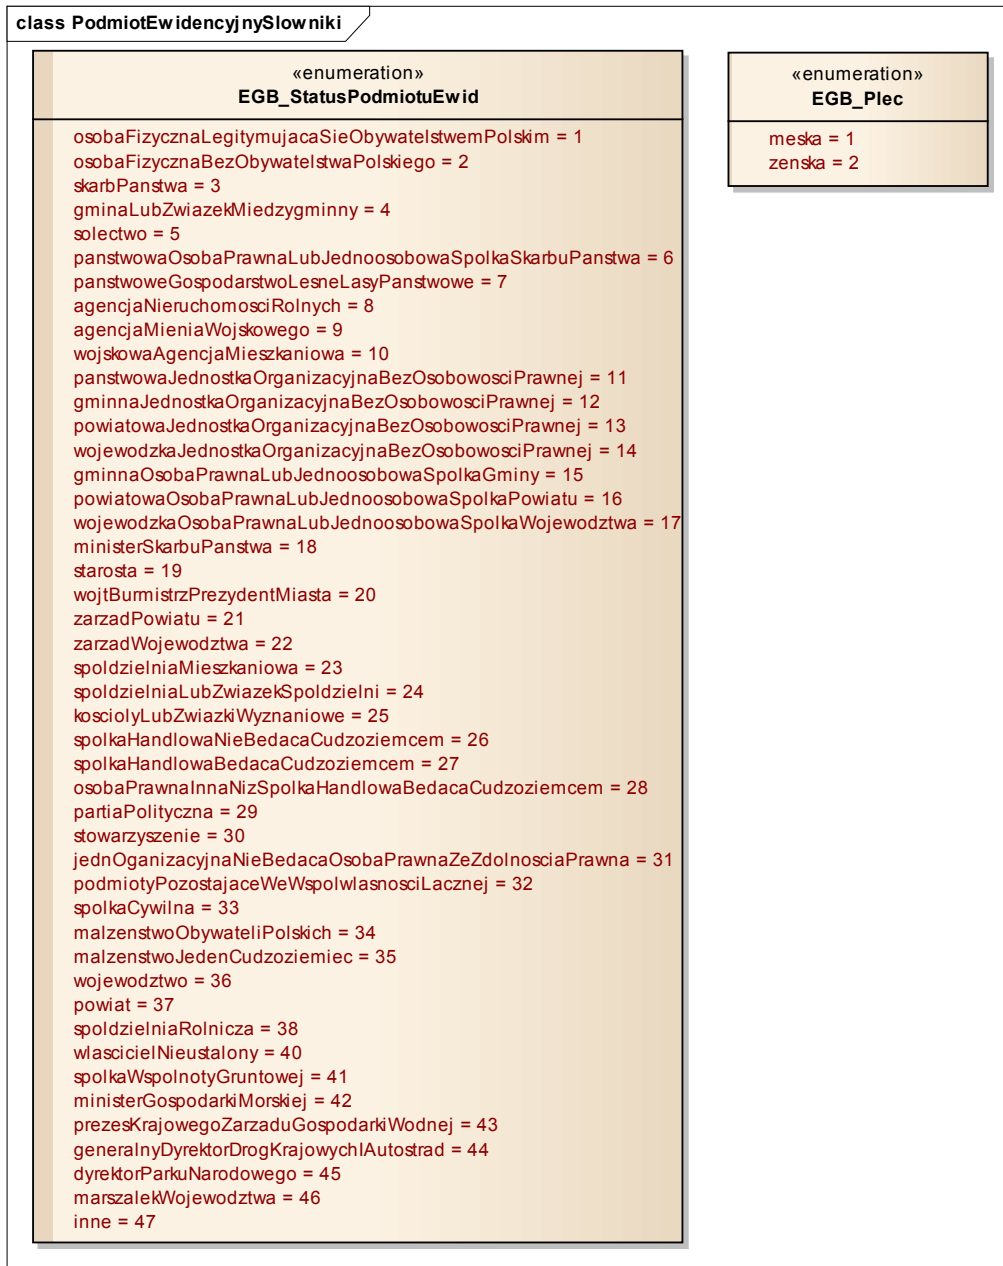 class PodmiotEwidencyjnySlowniki
«enumeration»
EGB_StatusPodmiotuEwid
osobaFizycznaLegitymujacaSieObywatelstwemPolskim = 1
osobaFizycznaBezObywatelstwaPolskiego = 2
skarbPanstwa = 3
gminaLubZwiazekMiedzygminny = 4
solectwo = 5
panstwowaOsobaPrawnaLubJednoosobowaSpolkaSkarbuPanstwa = 6
panstwoweGospodarstwoLesneLasyPanstwowe = 7
agencjaNieruchomosciRolnych = 8
agencjaMieniaWojskowego = 9
wojskowaAgencjaMieszkaniowa = 10
panstwowaJednostkaOrganizacyjnaBezOsobowosciPrawnej = 11
gminnaJednostkaOrganizacyjnaBezOsobowosciPrawnej = 12
powiatowaJednostkaOrganizacyjnaBezOsobowosciPrawnej = 13
wojewodzkaJednostkaOrganizacyjnaBezOsobowosciPrawnej = 14
gminnaOsobaPrawnaLubJednoosobowaSpolkaGminy = 15
powiatowaOsobaPrawnaLubJednoosobowaSpolkaPowiatu = 16
wojewodzkaOsobaPrawnaLubJednoosobowaSpolkaWojewodztwa = 17
ministerSkarbuPanstwa = 18
starosta = 19
wojtBurmistrzPrezydentMiasta = 20
zarzadPowiatu = 21
zarzadWojewodztwa = 22
spoldzielniaMieszkaniowa = 23
spoldzielniaLubZwiazekSpoldzielni = 24
kosciolyLubZwiazkiWyznaniowe = 25
spolkaHandlowaNieBedacaCudzoziemcem = 26
spolkaHandlowaBedacaCudzoziemcem = 27
osobaPrawnaInnaNizSpolkaHandlowaBedacaCudzoziemcem = 28
partiaPolityczna = 29
stowarzyszenie = 30
jednOganizacyjnaNieBedacaOsobaPrawnaZeZdolnosciaPrawna = 31
podmiotyPozostajaceWeWspolwlasnosciLacznej = 32
spolkaCywilna = 33
malzenstwoObywateliPolskich = 34
malzenstwoJedenCudzoziemiec = 35
wojewodztwo = 36
powiat = 37
spoldzielniaRolnicza = 38
wlascicielNieustalony = 40
spolkaWspolnotyGruntowej = 41
ministerGospodarkiMorskiej = 42
prezesKrajowegoZarzaduGospodarkiWodnej = 43
generalnyDyrektorDrogKrajowychIAutostrad = 44
dyrektorParkuNarodowego = 45
marszalekWojewodztwa = 46
inne = 47
«enumeration»
EGB_Plec
meska = 1
zenska = 2